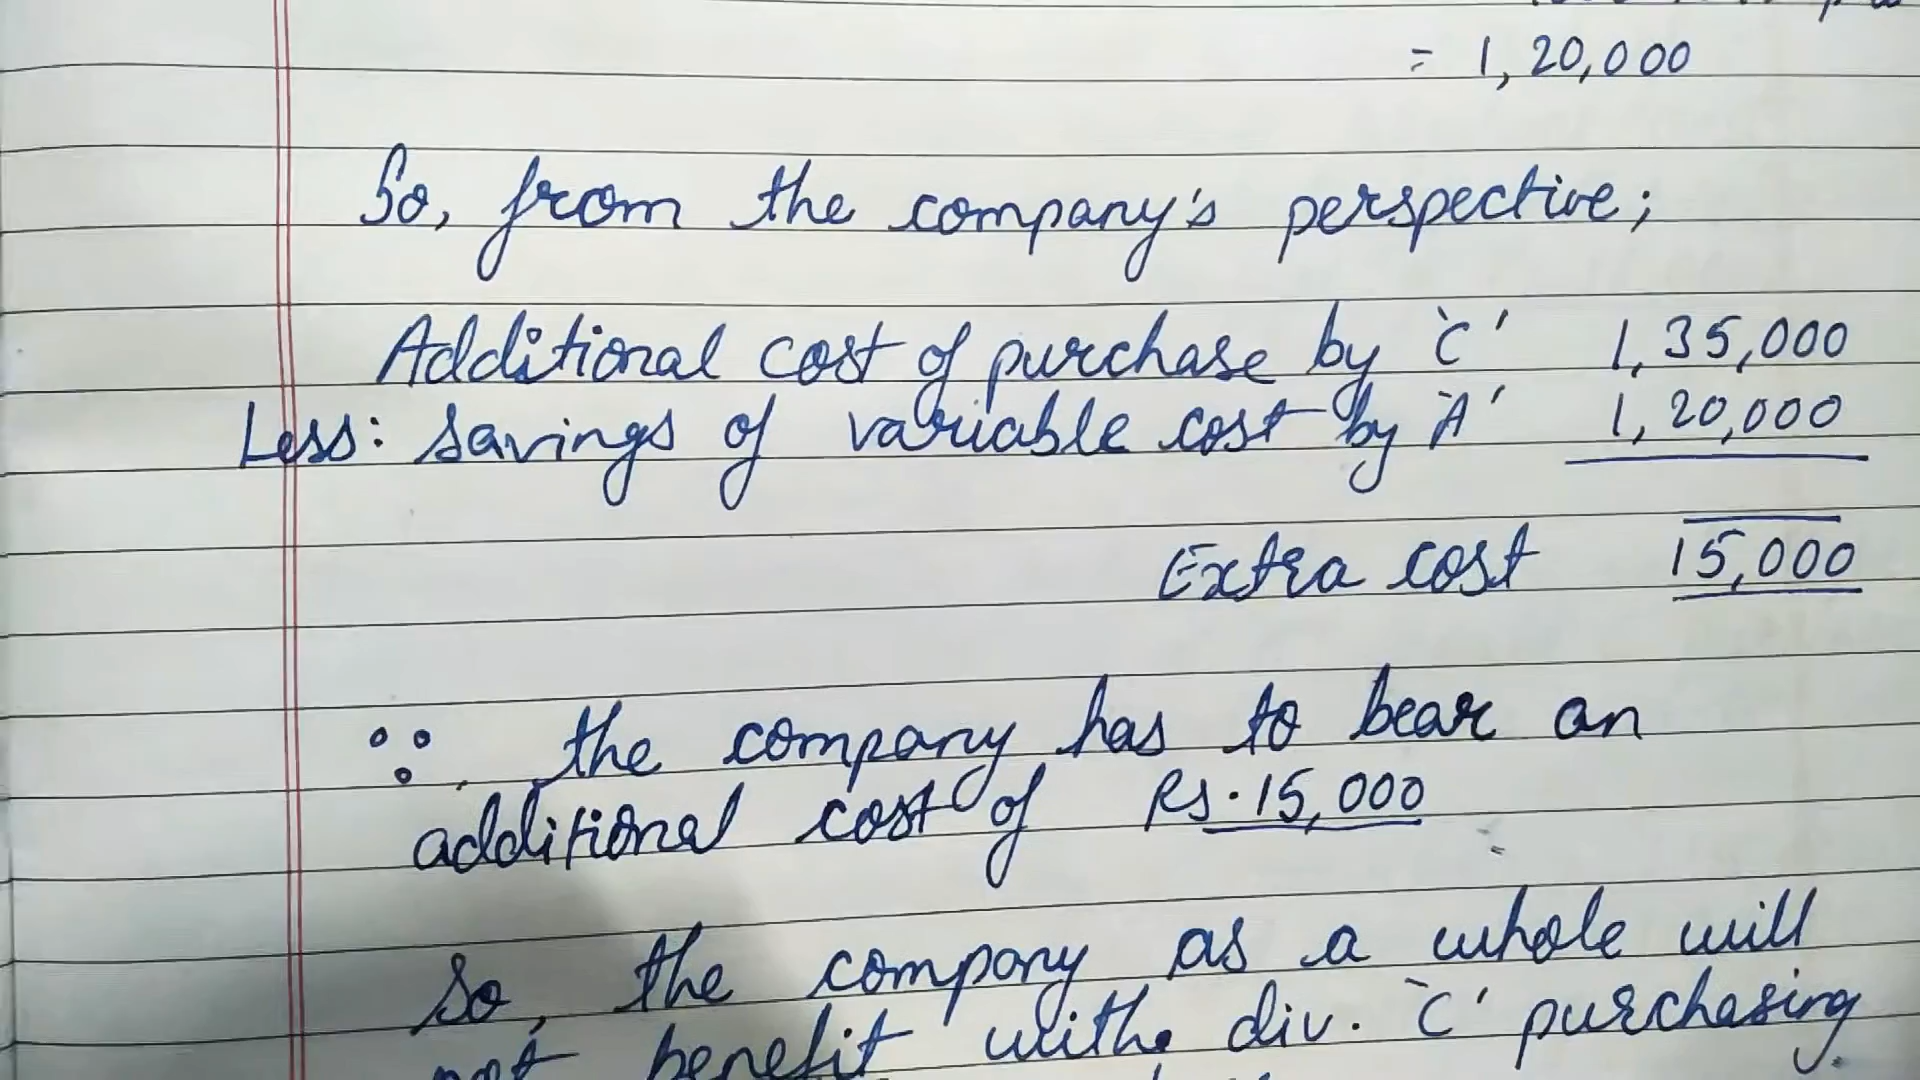 = 1,20,000
So, from the company's perspective;
Additional cost of purchase by 'C' 1,35,000
Less: Savings of variable cost by 'A' 1,20,000
Extra cost 15,000
∵, the company has to bear an
additional cost of Rs. 15,000
So, the company as a whole will
not benefit with div. 'C' purchasing